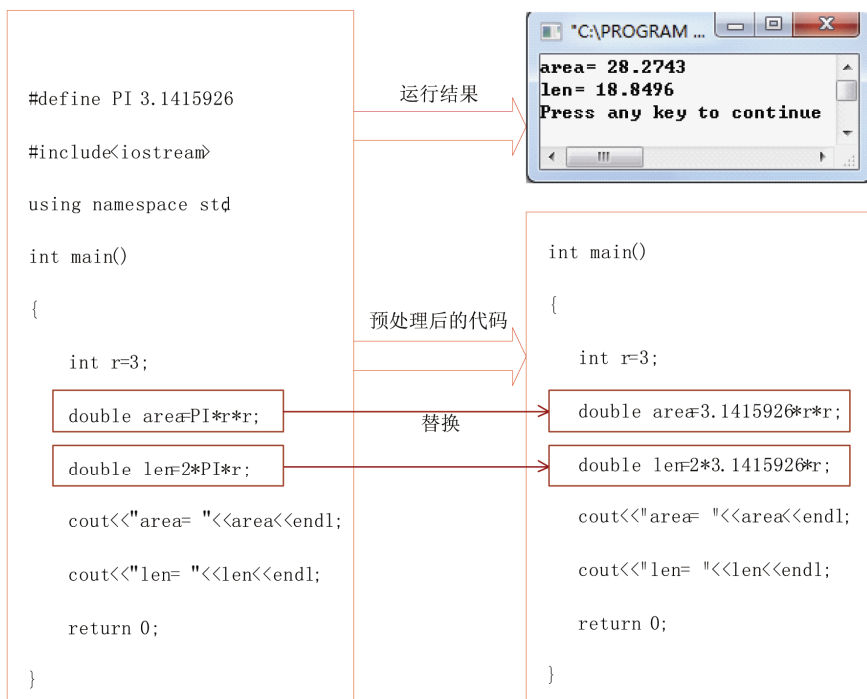 #define PI 3.1415926
#include<iostream>
using namespace std;
int main()
{
int r=3;
double area=PI*r*r;
double len=2*PI*r;
cout<<"area= "<<area<<endl;
cout<<"len= "<<len<<endl;
return 0;
}
运行结果
"C:\PROGRAM ...
area= 28.2743
len= 18.8496
Press any key to continue
预处理后的代码
替换
int main()
{
int r=3;
double area=3.1415926*r*r;
double len=2*3.1415926*r;
cout<<"area= "<<area<<endl;
cout<<"len= "<<len<<endl;
return 0;
}